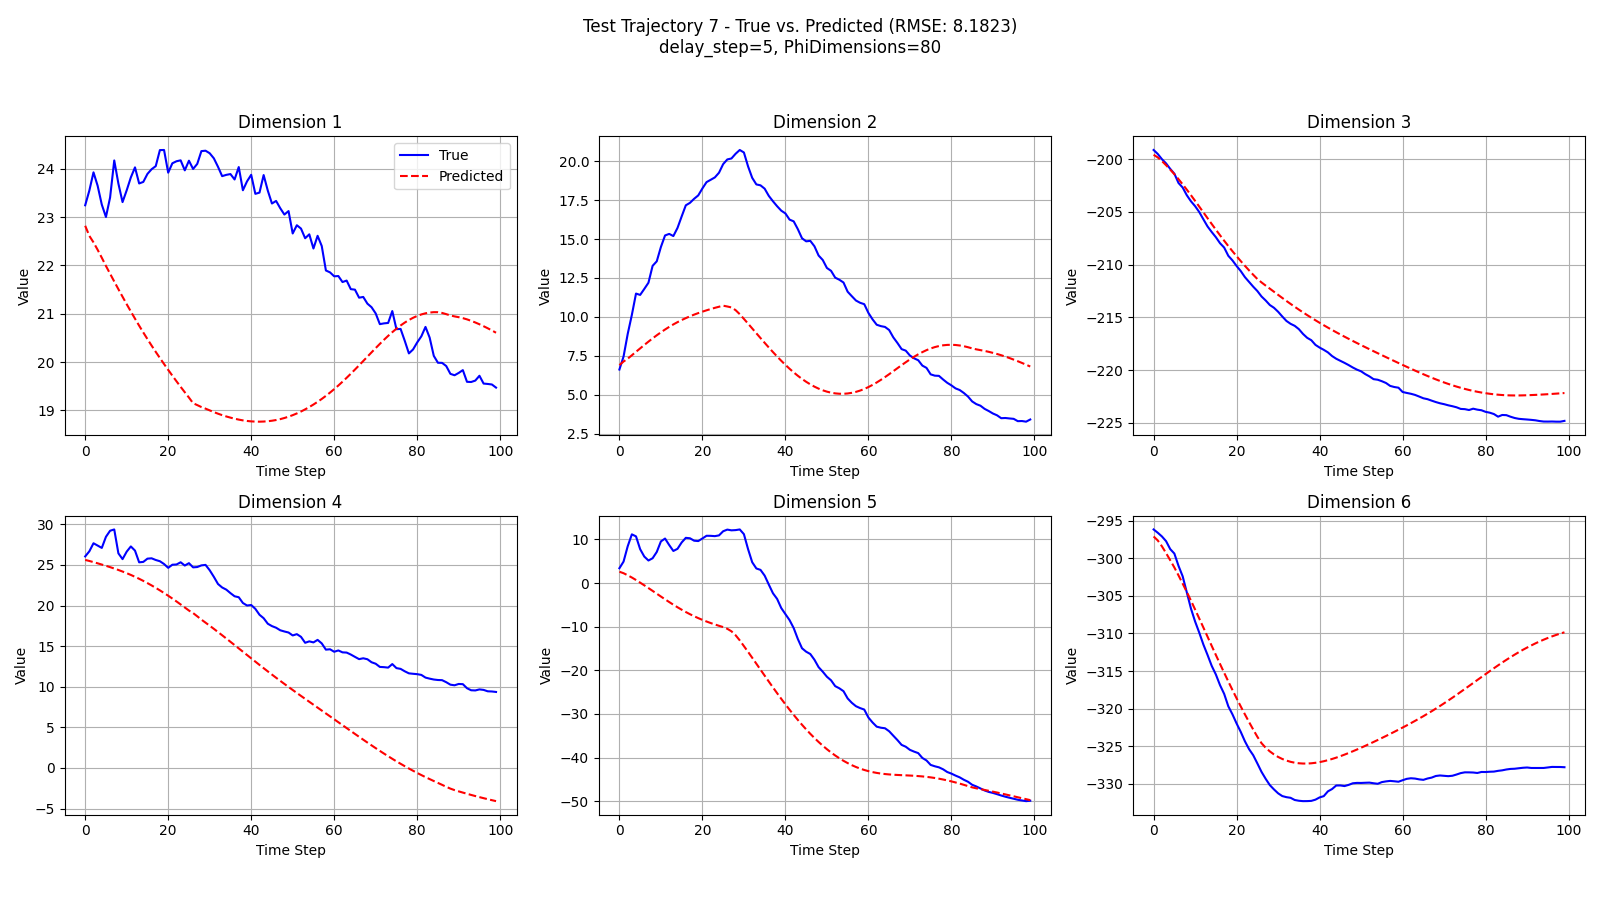 Test Trajectory 7 - True vs. Predicted (RMSE: 8.1823)
delay_step=5, PhiDimensions=80
Dimension 1
True
Predicted
Value
24
23
22
21
20
19
0 20 40 60 80 100
Time Step
Dimension 2
Value
20.0
17.5
15.0
12.5
10.0
7.5
5.0
2.5
0 20 40 60 80 100
Time Step
Dimension 3
Value
−200
−205
−210
−215
−220
−225
0 20 40 60 80 100
Time Step
Dimension 4
Value
30
25
20
15
10
5
0
−5
0 20 40 60 80 100
Time Step
Dimension 5
Value
10
0
−10
−20
−30
−40
−50
0 20 40 60 80 100
Time Step
Dimension 6
Value
−295
−300
−305
−310
−315
−320
−325
−330
0 20 40 60 80 100
Time Step